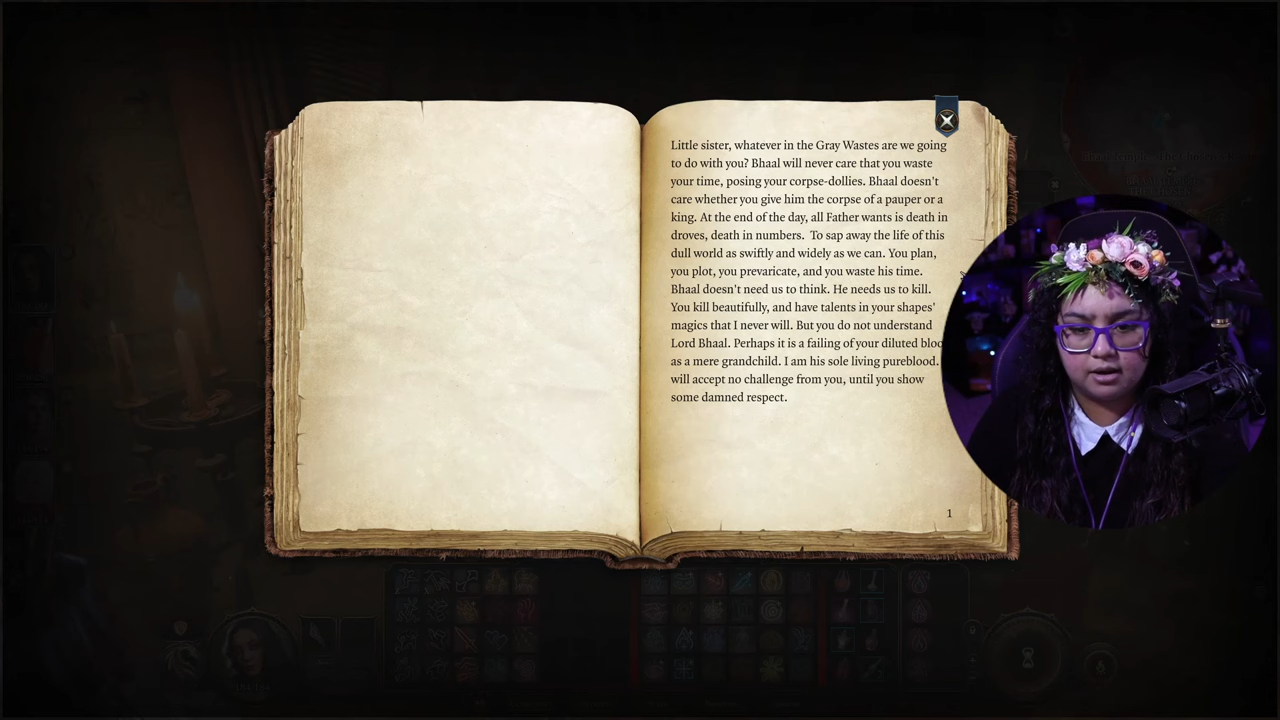 Little sister, whatever in the Gray Wastes are we going
to do with you? Bhaal will never care that you waste
your time, posing your corpse-dollies. Bhaal doesn't
care whether you give him the corpse of a pauper or a
king. At the end of the day, all Father wants is death in
droves, death in numbers. To sap away the life of this
dull world as swiftly and widely as we can. You plan,
you plot, you prevaricate, and you waste his time.
Bhaal doesn't need us to think. He needs us to kill.
You kill beautifully, and have talents in your shapes'
magics that I never will. But you do not understand
Lord Bhaal. Perhaps it is a failing of your diluted
as a mere grandchild. I am his sole living pureblood.
will accept no challenge from you, until you show
some damned respect.
1